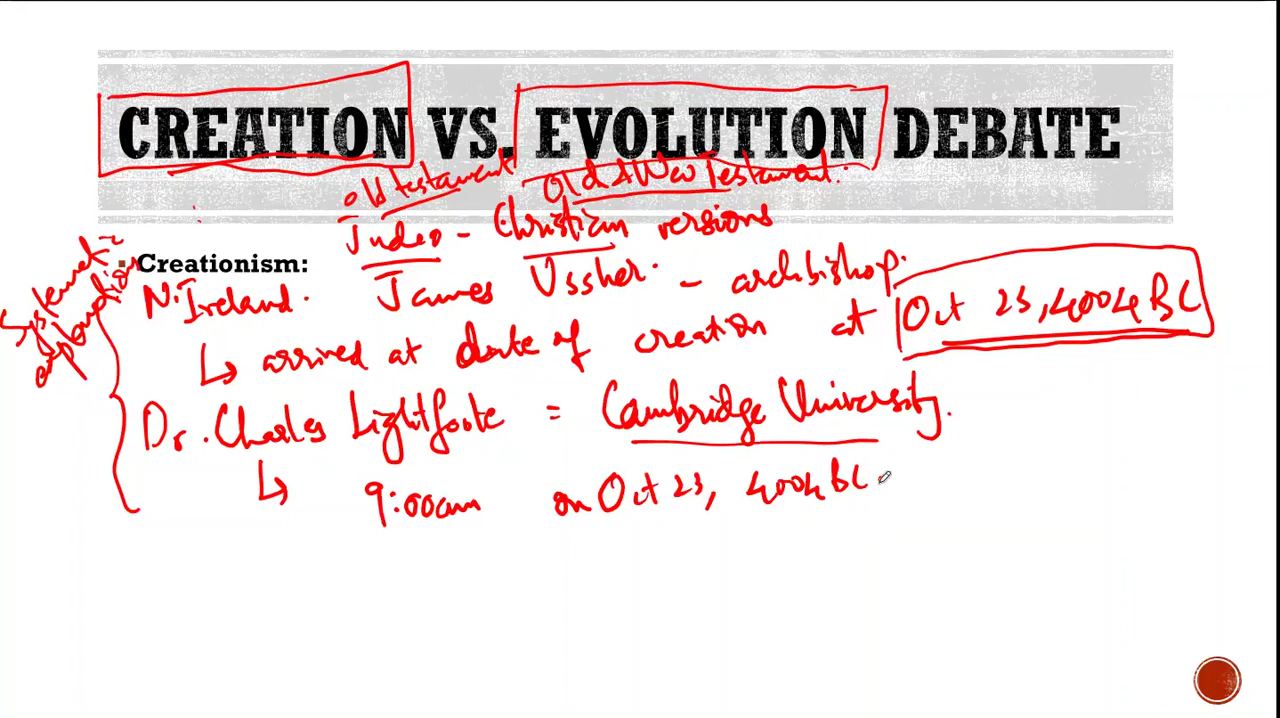 CREATION VS. EVOLUTION DEBATE
old testament Old & New Testament.
Judeo - Christian versions
Systematic explanation
Creationism:
N. Ireland. James Ussher. - archbishop.
↳ arrived at date of creation at Oct 23, 4004 BC
Dr. Charles Lightfoote = Cambridge University.
↳ 9:00am on Oct 23, 4004 BC